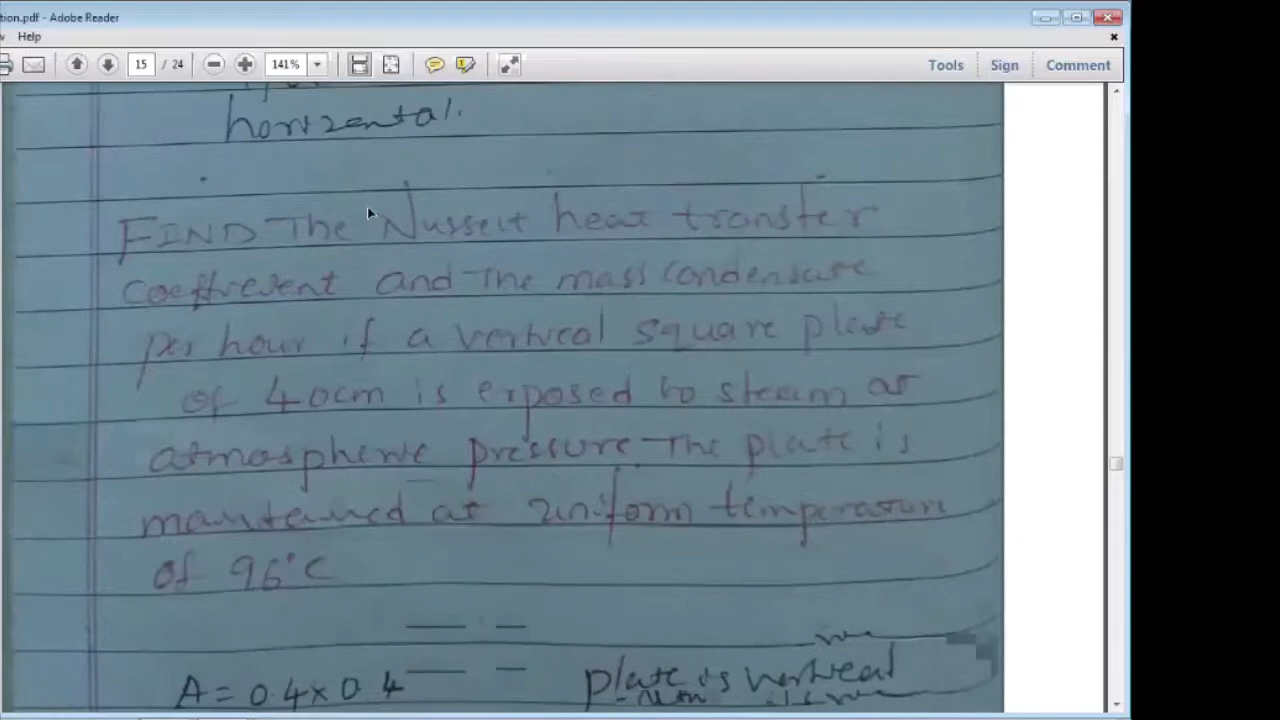 tion.pdf - Adobe Reader
Help
15 / 24 141% Tools Sign Comment
horizental.
FIND The Nusselt heat transfer
coefficient and the mass condensate
per hour if a vertical square plate
of 40cm is exposed to steam at
atmospheric pressure. The plate is
maintained at uniform temperature
of 96°C
A = 0.4 x 0.4 plate is vertical